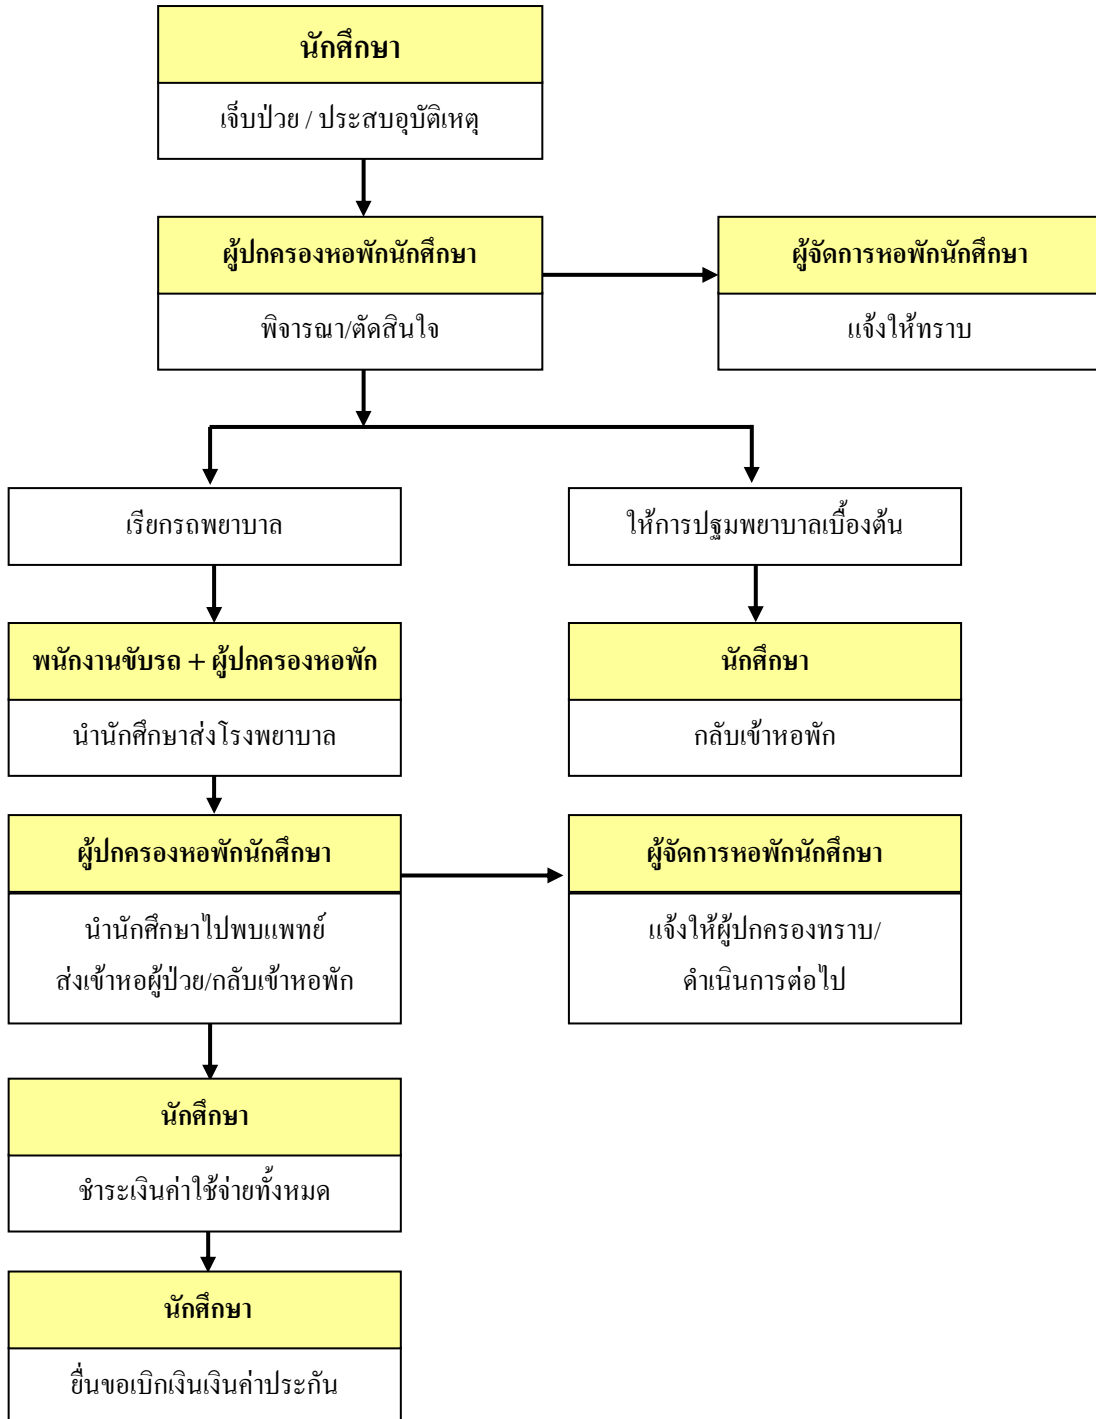 นักศึกษา
เจ็บป่วย / ประสบอุบัติเหตุ
ผู้ปกครองหอพักนักศึกษา
พิจารณา/ตัดสินใจ
ผู้จัดการหอพักนักศึกษา
แจ้งให้ทราบ
เรียกรถพยาบาล
ให้การปฐมพยาบาลเบื้องต้น
พนักงานขับรถ + ผู้ปกครองหอพัก
นำนักศึกษาส่งโรงพยาบาล
นักศึกษา
กลับเข้าหอพัก
ผู้ปกครองหอพักนักศึกษา
นำนักศึกษาไปพบแพทย์
ส่งเข้าหอผู้ป่วย/กลับเข้าหอพัก
ผู้จัดการหอพักนักศึกษา
แจ้งให้ผู้ปกครองทราบ/
ดำเนินการต่อไป
นักศึกษา
ชำระเงินค่าใช้จ่ายทั้งหมด
นักศึกษา
ยื่นขอเบิกเงินเงินค่าประกัน